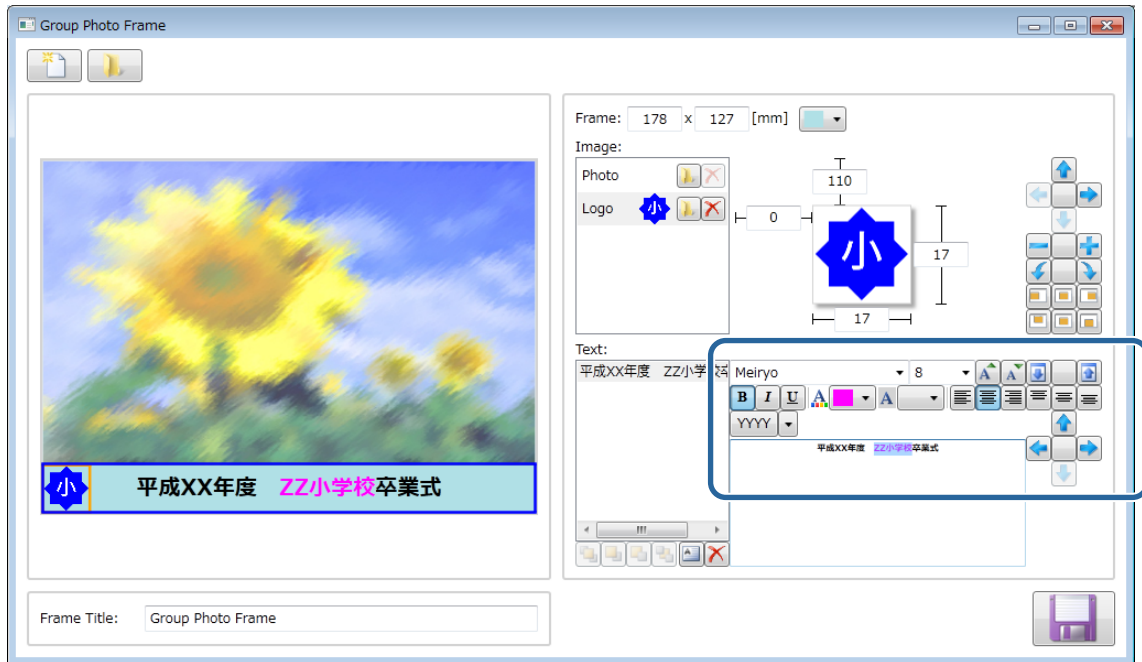 Group Photo Frame
Frame: 178 x 127 [mm]
Image:
Photo
Logo 小
110
0
小
17
17
Text:
平成XX年度 ZZ小学校卒
Meiryo 8 A A
B I U A A
YYYY
平成XX年度 ZZ小学校卒業式
小 平成XX年度 ZZ小学校卒業式
Frame Title: Group Photo Frame